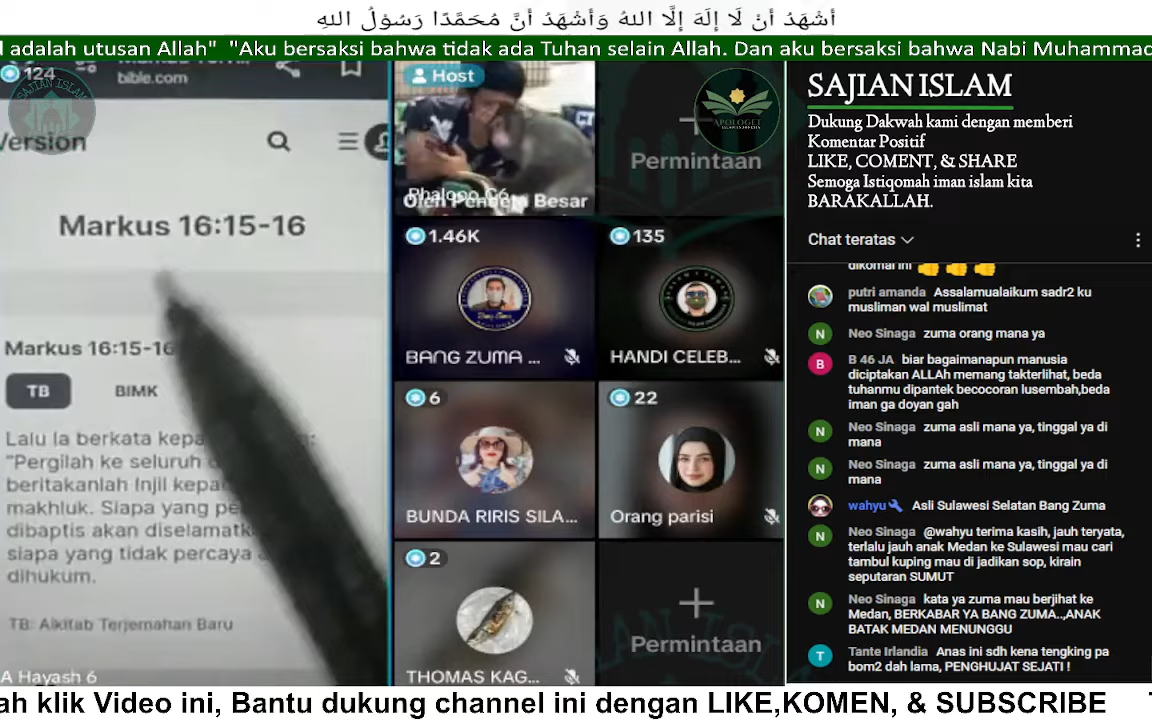 أشْهَدُ أنْ لَا إلَهَ إلَّا اللهُ وَأشْهَدُ أنَّ مُحَمَّدًا رَسُوْلُ اللهِ
adalah utusan Allah" "Aku bersaksi bahwa tidak ada Tuhan selain Allah. Dan aku bersaksi bahwa Nabi Muhammad
124
SAJIAN ISLAM
bible.com
Version
Markus 16:15-16
Markus 16:15-16
TB BIMK
Lalu Ia berkata
"Pergilah ke seluruh
beritakanlah Injil
makhluk. Siapa yang
dibaptis akan
siapa yang tidak percaya
dihukum.
TB: Alkitab Terjemahan Baru
A Hayash 6
Host
Oleh Pendeta Besar
APOLOGET
Permintaan
1.46K
BANG ZUMA ...
135
HANDI CELEB...
6
BUNDA RIRIS SILA...
22
Orang parisi
2
THOMAS KAG...
Permintaan
SAJIAN ISLAM
Dukung Dakwah kami dengan memberi
Komentar Positif
LIKE, COMENT, & SHARE
Semoga Istiqomah iman islam kita
BARAKALLAH.
Chat teratas
dikomal ini 👍👍👍
putri amanda Assalamualaikum sadr2 ku
musliman wal muslimat
Neo Sinaga zuma orang mana ya
B 46 JA biar bagaimanapun manusia
diciptakan ALLAh memang takterlihat, beda
tuhanmu dipantek becocoran lusembah,beda
iman ga doyan gah
Neo Sinaga zuma asli mana ya, tinggal ya di
mana
Neo Sinaga zuma asli mana ya, tinggal ya di
mana
wahyu Asli Sulawesi Selatan Bang Zuma
Neo Sinaga @wahyu terima kasih, jauh teryata,
terlalu jauh anak Medan ke Sulawesi mau cari
tambul kuping mau di jadikan sop, kirain
seputaran SUMUT
Neo Sinaga kata ya zuma mau berjihat ke
Medan, BERKABAR YA BANG ZUMA..,ANAK
BATAK MEDAN MENUNGGU
Tante Irlandia Anas ini sdh kena tengking pa
bom2 dah lama, PENGHUJAT SEJATI !
ah klik Video ini, Bantu dukung channel ini dengan LIKE,KOMEN, & SUBSCRIBE